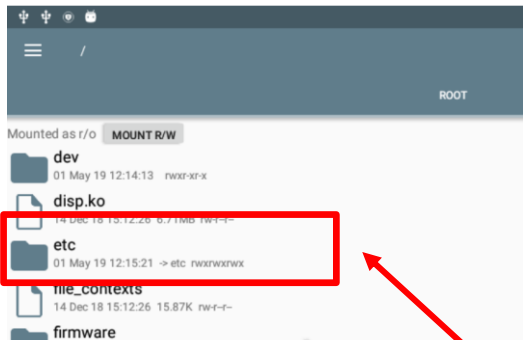 /
ROOT
Mounted as r/o MOUNT R/W
dev
01 May 19 12:14:13 rwxr-xr-x
disp.ko
14 Dec 18 15:12:26 6.71MB rw-r--r--
etc
01 May 19 12:15:21 -> etc rwxrwxrwx
file_contexts
14 Dec 18 15:12:26 15.87K rw-r--r--
firmware